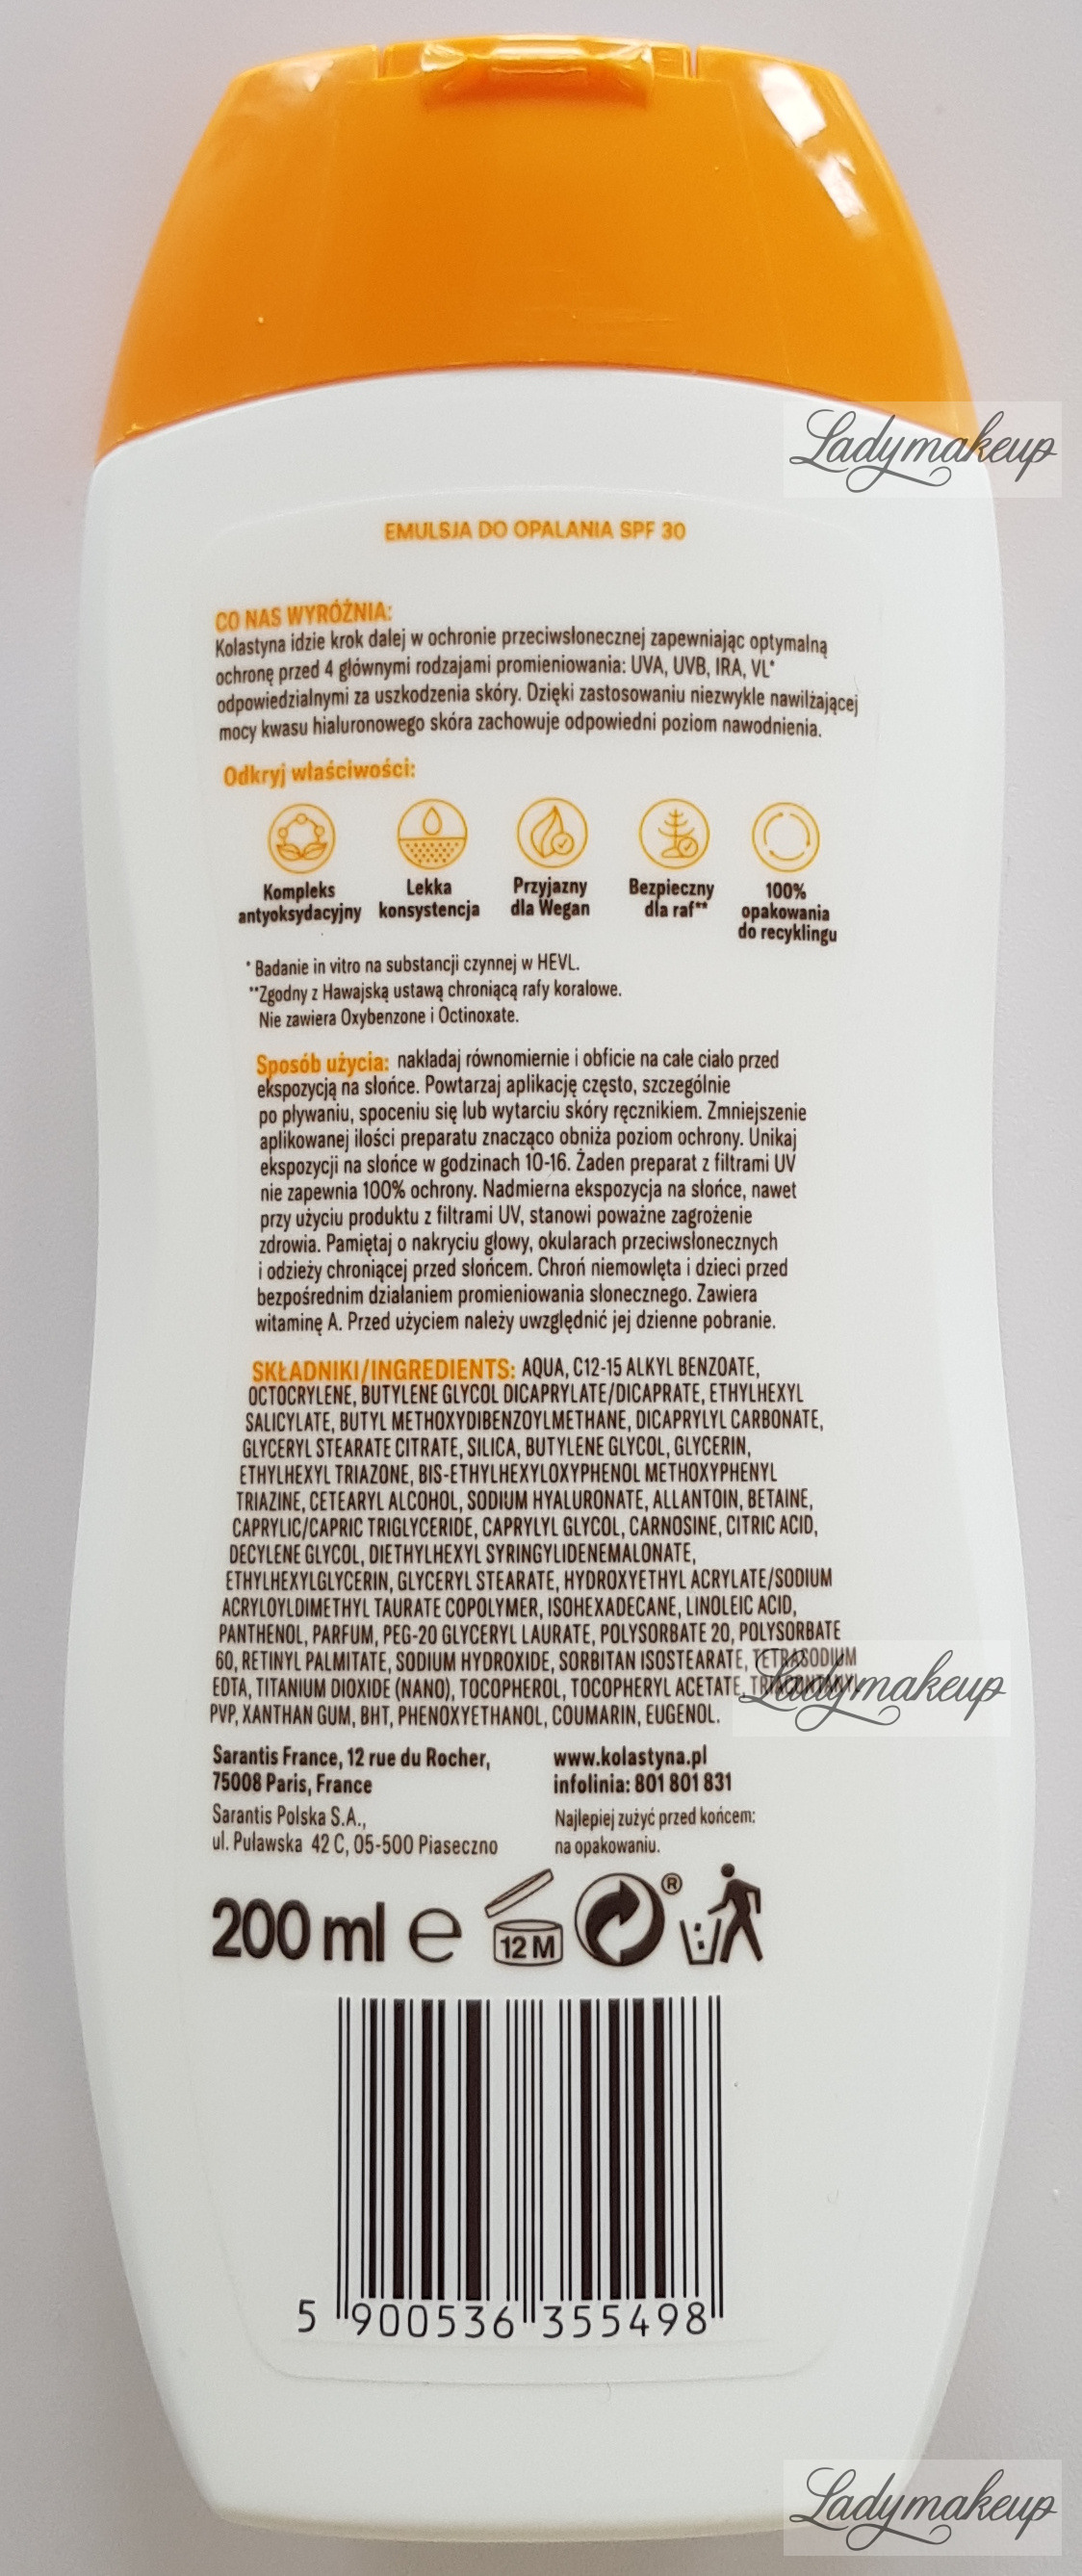 EMULSJA DO OPALANIA SPF 30
CO NAS WYRÓŻNIA:
Kolastyna idzie krok dalej w ochronie przeciwsłonecznej zapewniając optymalną
ochronę przed 4 głównymi rodzajami promieniowania: UVA, UVB, IRA, VL*
odpowiedzialnymi za uszkodzenia skóry. Dzięki zastosowaniu niezwykle nawilżającej
mocy kwasu hialuronowego skóra zachowuje odpowiedni poziom nawodnienia.
Odkryj właściwości:
Kompleks
antyoksydacyjny
Lekka
konsystencja
Przyjazny
dla Wegan
Bezpieczny
dla raf**
100%
opakowania
do recyklingu
* Badanie in vitro na substancji czynnej w HEVL.
**Zgodny z Hawajską ustawą chroniącą rafy koralowe.
Nie zawiera Oxybenzone i Octinoxate.
Sposób użycia: nakładaj równomiernie i obficie na całe ciało przed
ekspozycją na słońce. Powtarzaj aplikację często, szczególnie
po pływaniu, spoceniu się lub wytarciu skóry ręcznikiem. Zmniejszenie
aplikowanej ilości preparatu znacząco obniża poziom ochrony. Unikaj
ekspozycji na słońce w godzinach 10-16. Żaden preparat z filtrami UV
nie zapewnia 100% ochrony. Nadmierna ekspozycja na słońce, nawet
przy użyciu produktu z filtrami UV, stanowi poważne zagrożenie
zdrowia. Pamiętaj o nakryciu głowy, okularach przeciwsłonecznych
i odzieży chroniącej przed słońcem. Chroń niemowlęta i dzieci przed
bezpośrednim działaniem promieniowania słonecznego. Zawiera
witaminę A. Przed użyciem należy uwzględnić jej dzienne pobranie.
SKŁADNIKI/INGREDIENTS: AQUA, C12-15 ALKYL BENZOATE,
OCTOCRYLENE, BUTYLENE GLYCOL DICAPRYLATE/DICAPRATE, ETHYLHEXYL
SALICYLATE, BUTYL METHOXYDIBENZOYLMETHANE, DICAPRYLYL CARBONATE,
GLYCERYL STEARATE CITRATE, SILICA, BUTYLENE GLYCOL, GLYCERIN,
ETHYLHEXYL TRIAZONE, BIS-ETHYLHEXYLOXYPHENOL METHOXYPHENYL
TRIAZINE, CETEARYL ALCOHOL, SODIUM HYALURONATE, ALLANTOIN, BETAINE,
CAPRYLIC/CAPRIC TRIGLYCERIDE, CAPRYLYL GLYCOL, CARNOSINE, CITRIC ACID,
DECYLENE GLYCOL, DIETHYLHEXYL SYRINGYLIDENEMALONATE,
ETHYLHEXYLGLYCERIN, GLYCERYL STEARATE, HYDROXYETHYL ACRYLATE/SODIUM
ACRYLOYLDIMETHYL TAURATE COPOLYMER, ISOHEXADECANE, LINOLEIC ACID,
PANTHENOL, PARFUM, PEG-20 GLYCERYL LAURATE, POLYSORBATE 20, POLYSORBATE
60, RETINYL PALMITATE, SODIUM HYDROXIDE, SORBITAN ISOSTEARATE, TETRASODIUM
EDTA, TITANIUM DIOXIDE (NANO), TOCOPHEROL, TOCOPHERYL ACETATE, TRIACONTANYL
PVP, XANTHAN GUM, BHT, PHENOXYETHANOL, COUMARIN, EUGENOL.
Sarantis France, 12 rue du Rocher,
75008 Paris, France
Sarantis Polska S.A.,
ul. Puławska 42 C, 05-500 Piaseczno
www.kolastyna.pl
infolinia: 801 801 831
Najlepiej zużyć przed końcem:
na opakowaniu.
200 ml e
12 M
®
5 900536 355498
Ladymakeup
Ladymakeup
Ladymakeup